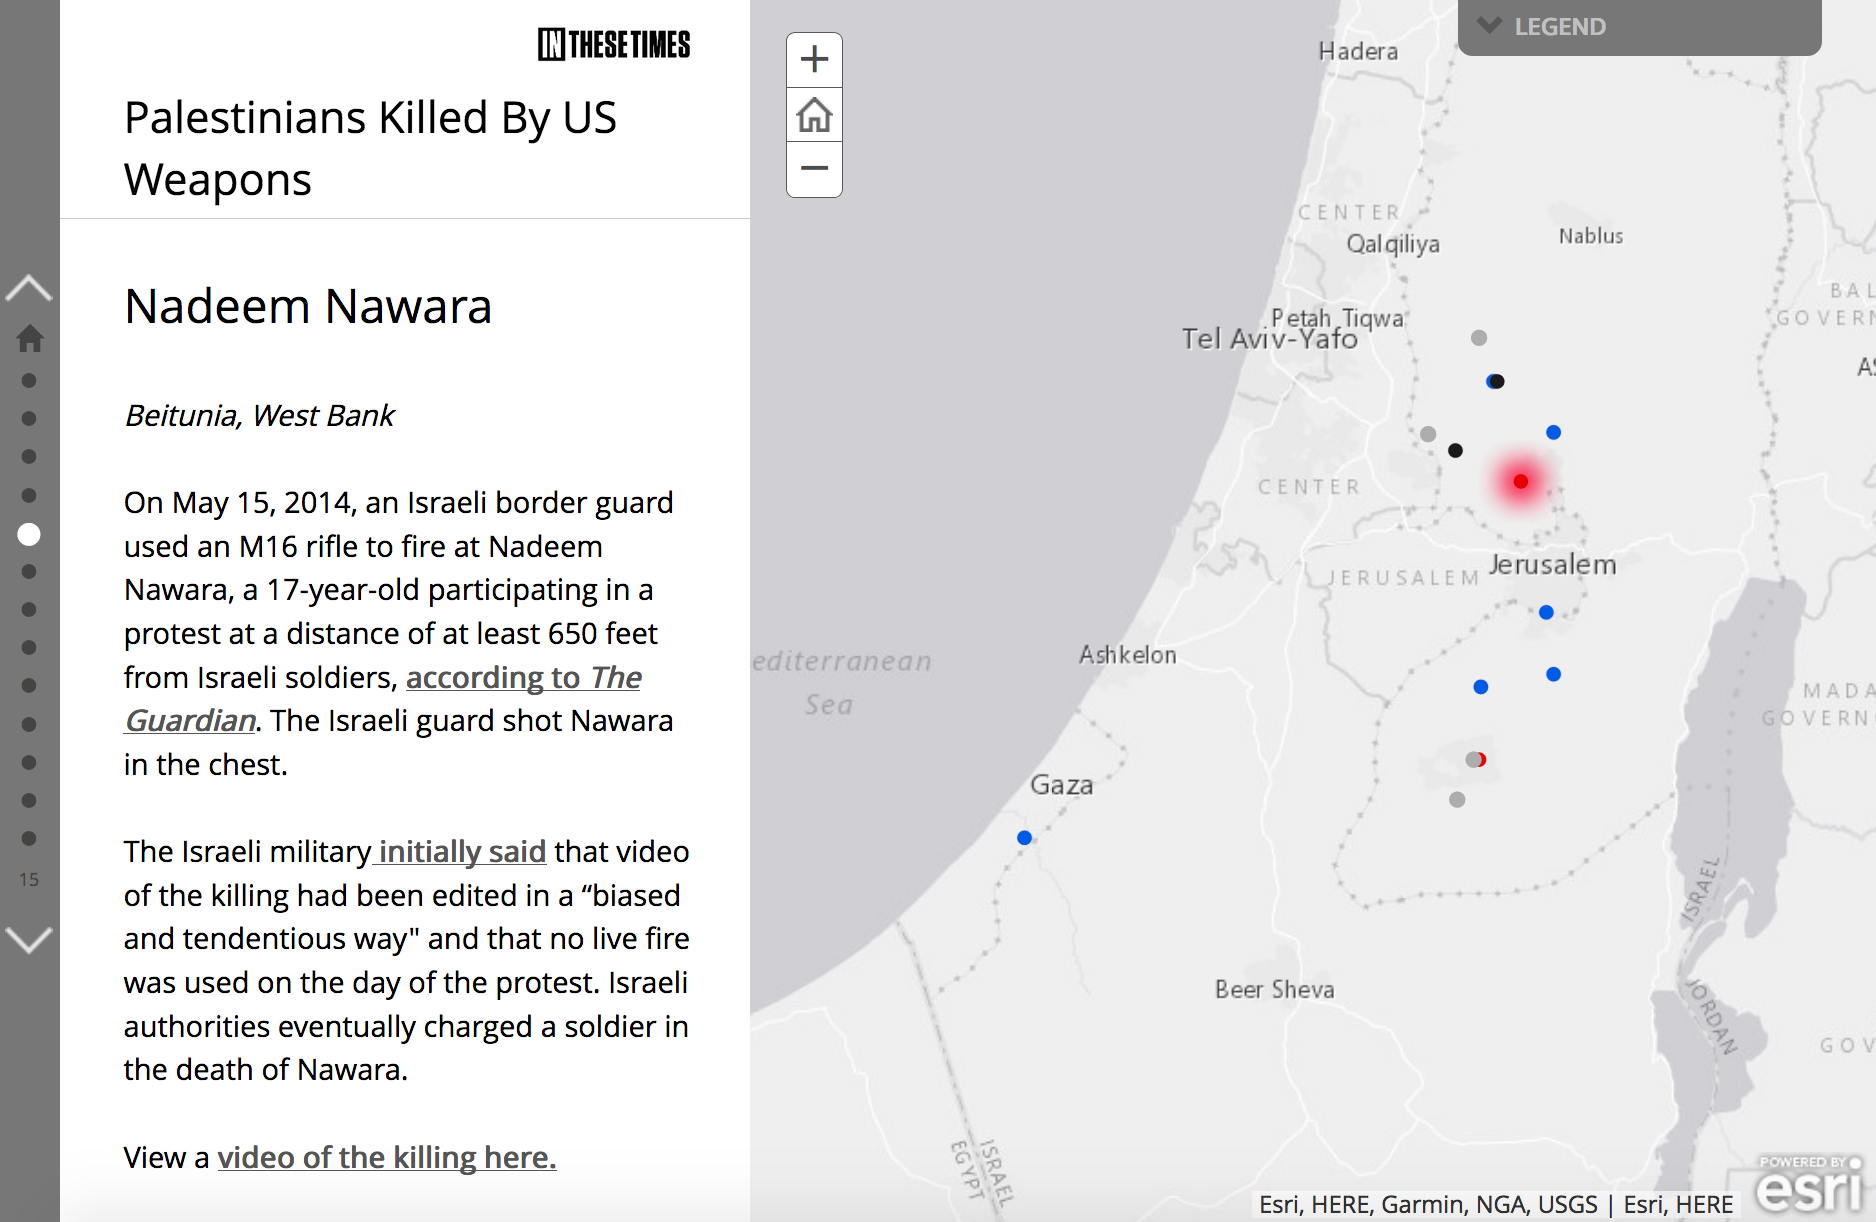 IN THESE TIMES
Palestinians Killed By US
Weapons
Nadeem Nawara
Beitunia, West Bank
On May 15, 2014, an Israeli border guard
used an M16 rifle to fire at Nadeem
Nawara, a 17-year-old participating in a
protest at a distance of at least 650 feet
from Israeli soldiers, according to The
Guardian. The Israeli guard shot Nawara
in the chest.
The Israeli military initially said that video
of the killing had been edited in a “biased
and tendentious way" and that no live fire
was used on the day of the protest. Israeli
authorities eventually charged a soldier in
the death of Nawara.
View a video of the killing here.
15
LEGEND
Hadera
CENTER
Qalqiliya
Nablus
BAL
GOVERN
Petah Tiqwa
Tel Aviv-Yafo
AS
CENTER
Jerusalem
JERUSALEM
Ashkelon
editerranean
Sea
MADA
GOVERN
Gaza
ISRAEL
Beer Sheva
JORDAN
GOV
ISRAEL
EGYPT
POWERED BY
esri
Esri, HERE, Garmin, NGA, USGS | Esri, HERE